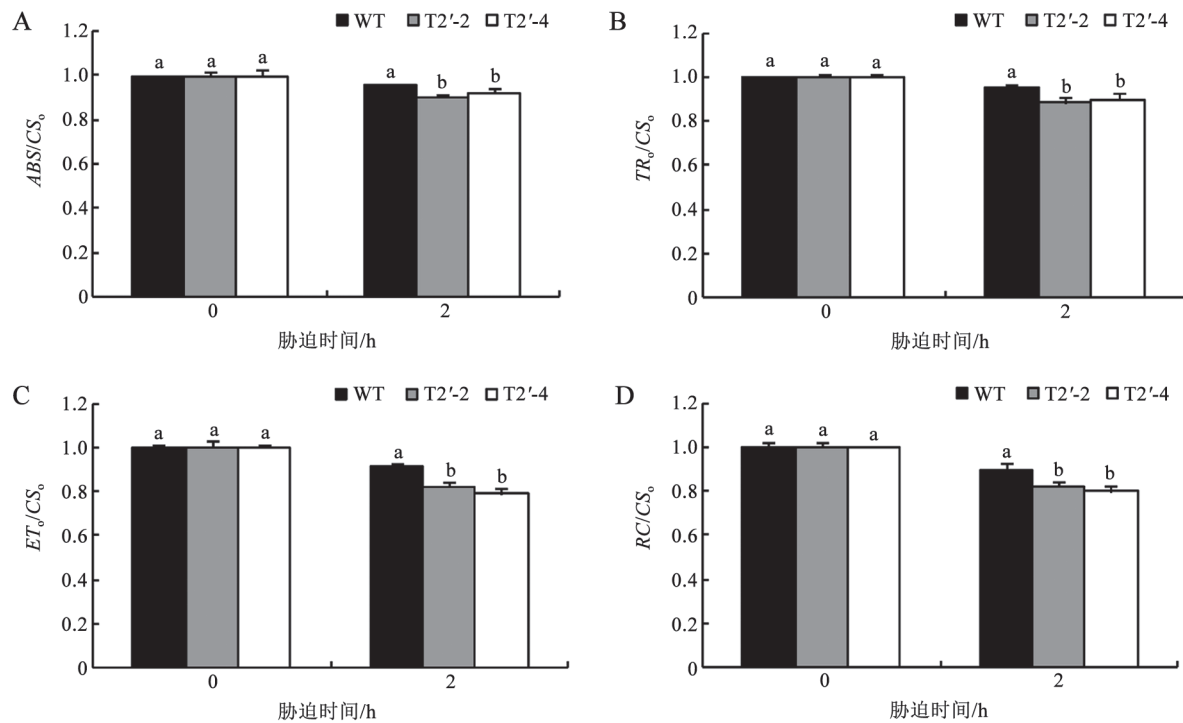 A
WT T2′-2 T2′-4
1.2
1.0
0.8
0.6
0.4
0.2
0
ABS/CSₒ
a a a
a b b
0 2
胁迫时间/h
B
WT T2′-2 T2′-4
1.2
1.0
0.8
0.6
0.4
0.2
0
TRₒ/CSₒ
a a a
a b b
0 2
胁迫时间/h
C
WT T2′-2 T2′-4
1.2
1.0
0.8
0.6
0.4
0.2
0
ETₒ/CSₒ
a a a
a b b
0 2
胁迫时间/h
D
WT T2′-2 T2′-4
1.2
1.0
0.8
0.6
0.4
0.2
0
RC/CSₒ
a a a
a b b
0 2
胁迫时间/h